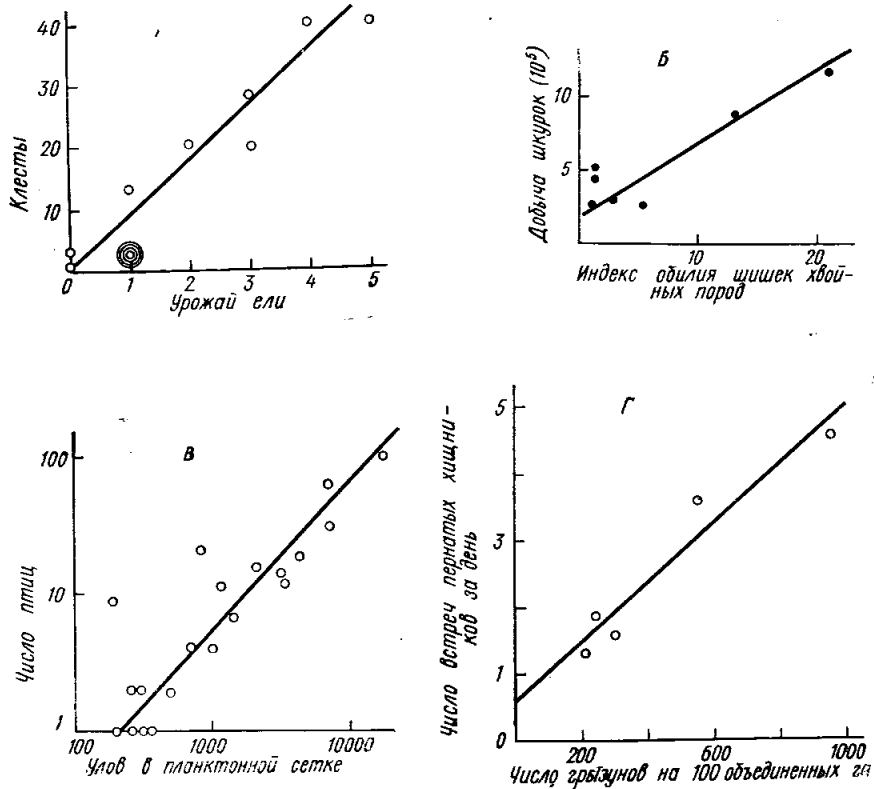 40
30
20
10
Клесты
0 1 2 3 4 5
Урожай ели
Б
10
5
Добыча шкурок (10⁵)
10 20
Индекс обилия шишек хвой-
ных пород
В
100
10
1
Число птиц
100 1000 10000
Улов в планктонной сетке
Г
5
3
1
0
Число встреч пернатых хищни-
ков за день
200 600 1000
Число грызунов на 100 объединенных га